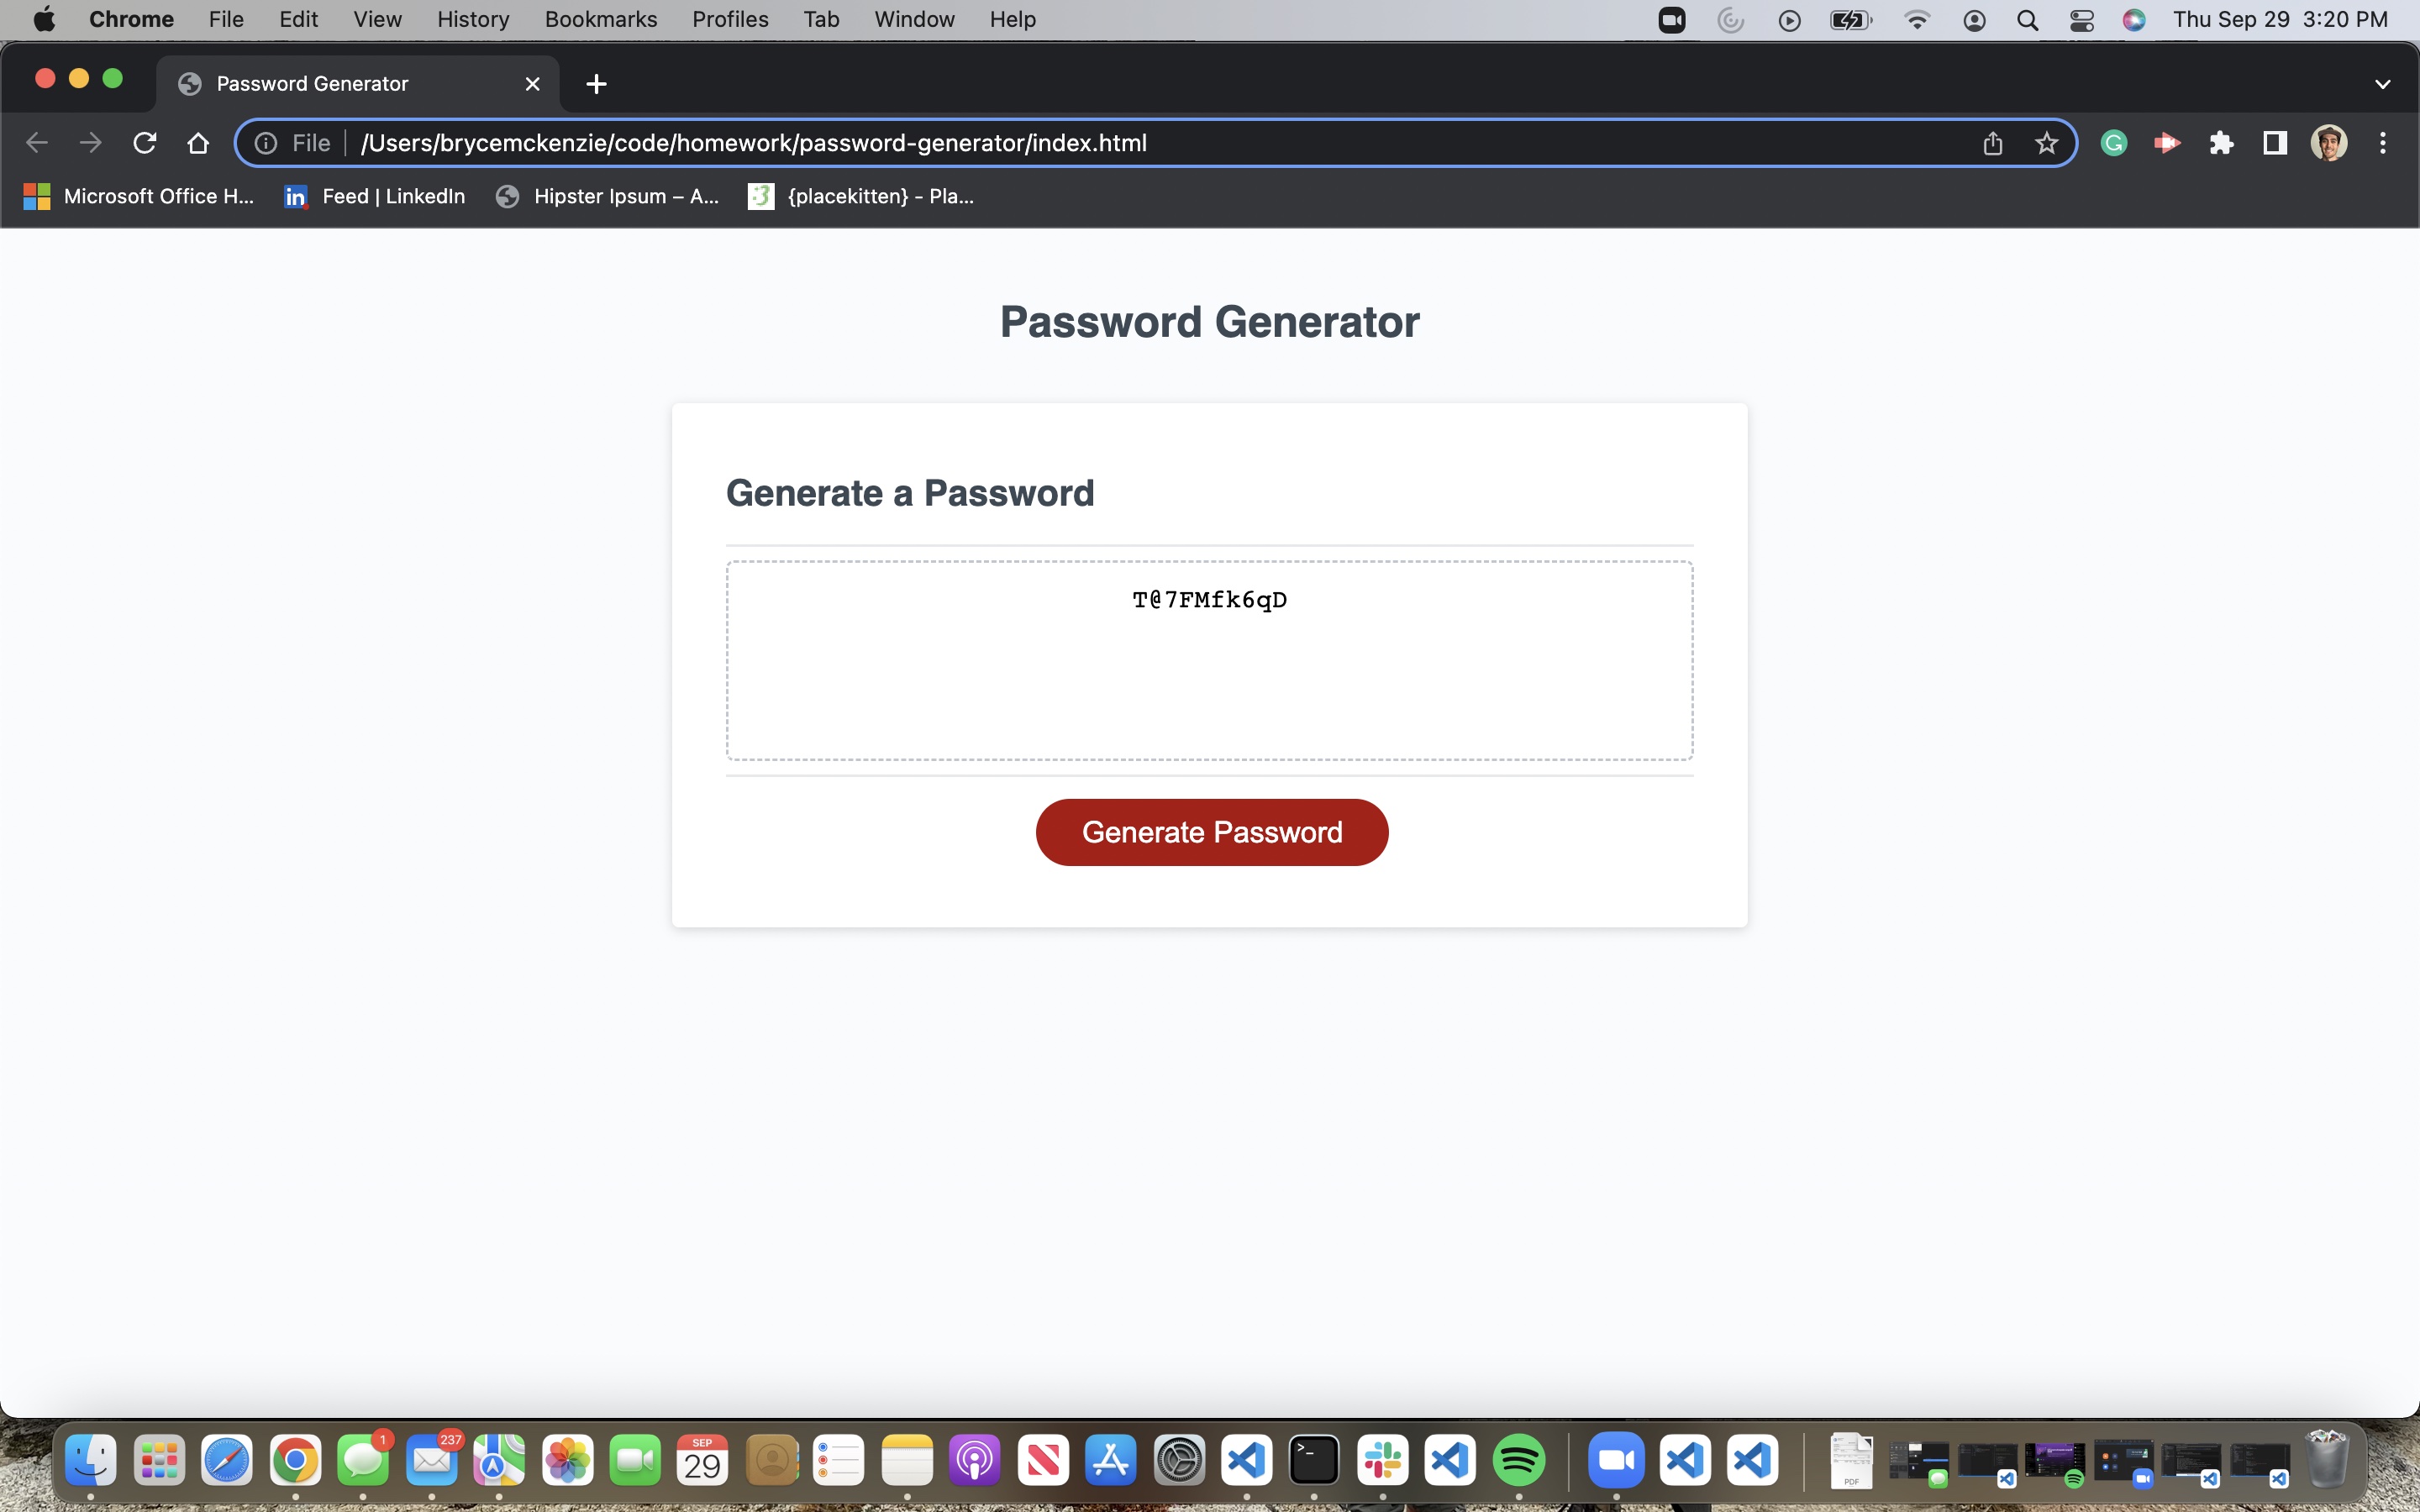 Chrome File Edit View History Bookmarks Profiles Tab Window Help Thu Sep 29 3:20 PM
Password Generator
File /Users/brycemckenzie/code/homework/password-generator/index.html
Microsoft Office H... Feed | LinkedIn Hipster Ipsum – A... {placekitten} - Pla...
Password Generator
Generate a Password
T@7FMfk6qD
Generate Password
1
237
SEP
29
PDF